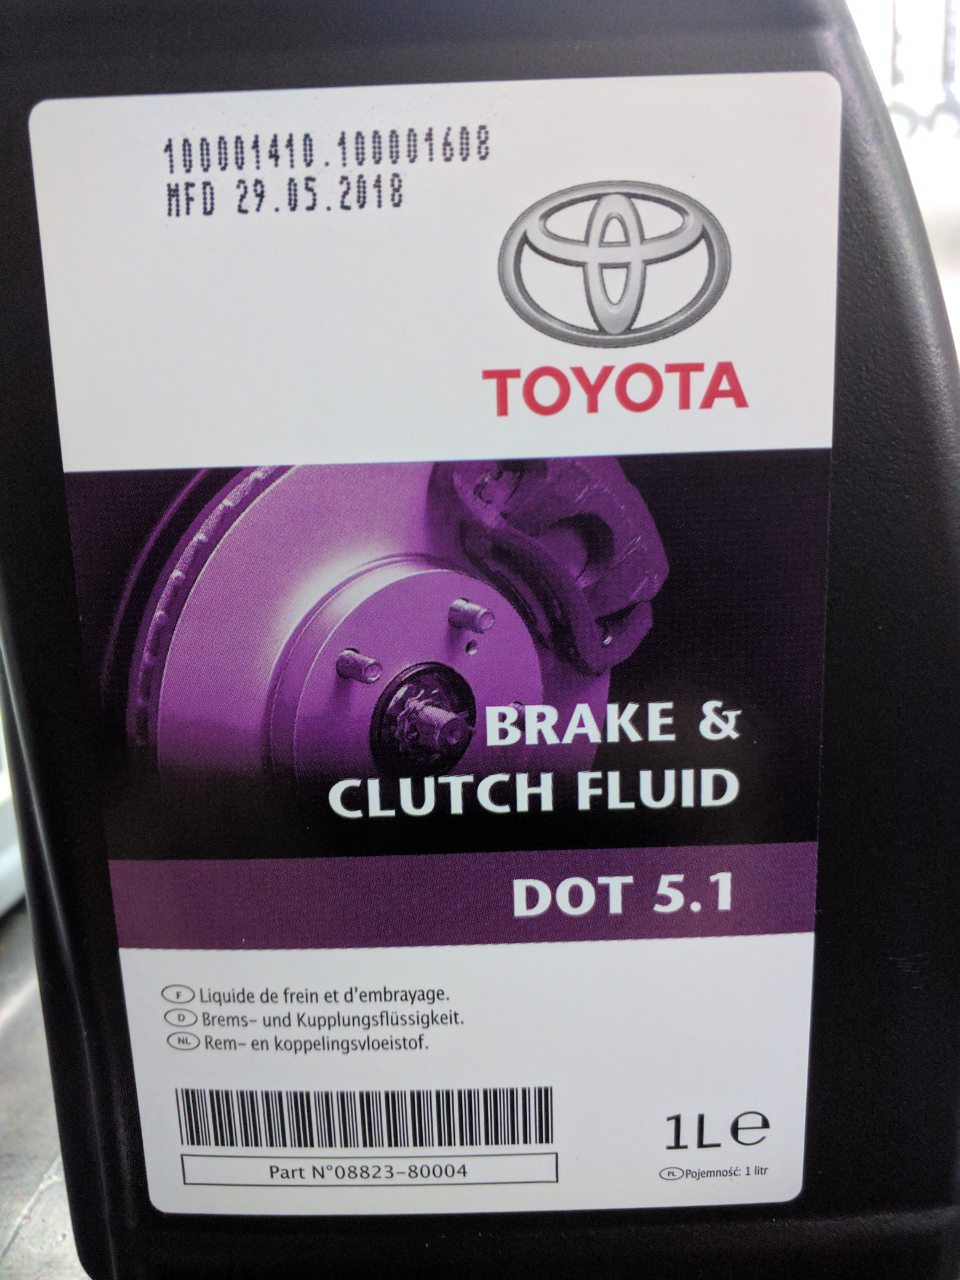 100001410.100001608
MFD 29.05.2018
TOYOTA
BRAKE &
CLUTCH FLUID
DOT 5.1
F Liquide de frein et d'embrayage.
D Brems- und Kupplungsflüssigkeit.
NL Rem- en koppelingsvloeistof.
Part N°08823-80004
1L℮
PL Pojemność: 1 litr